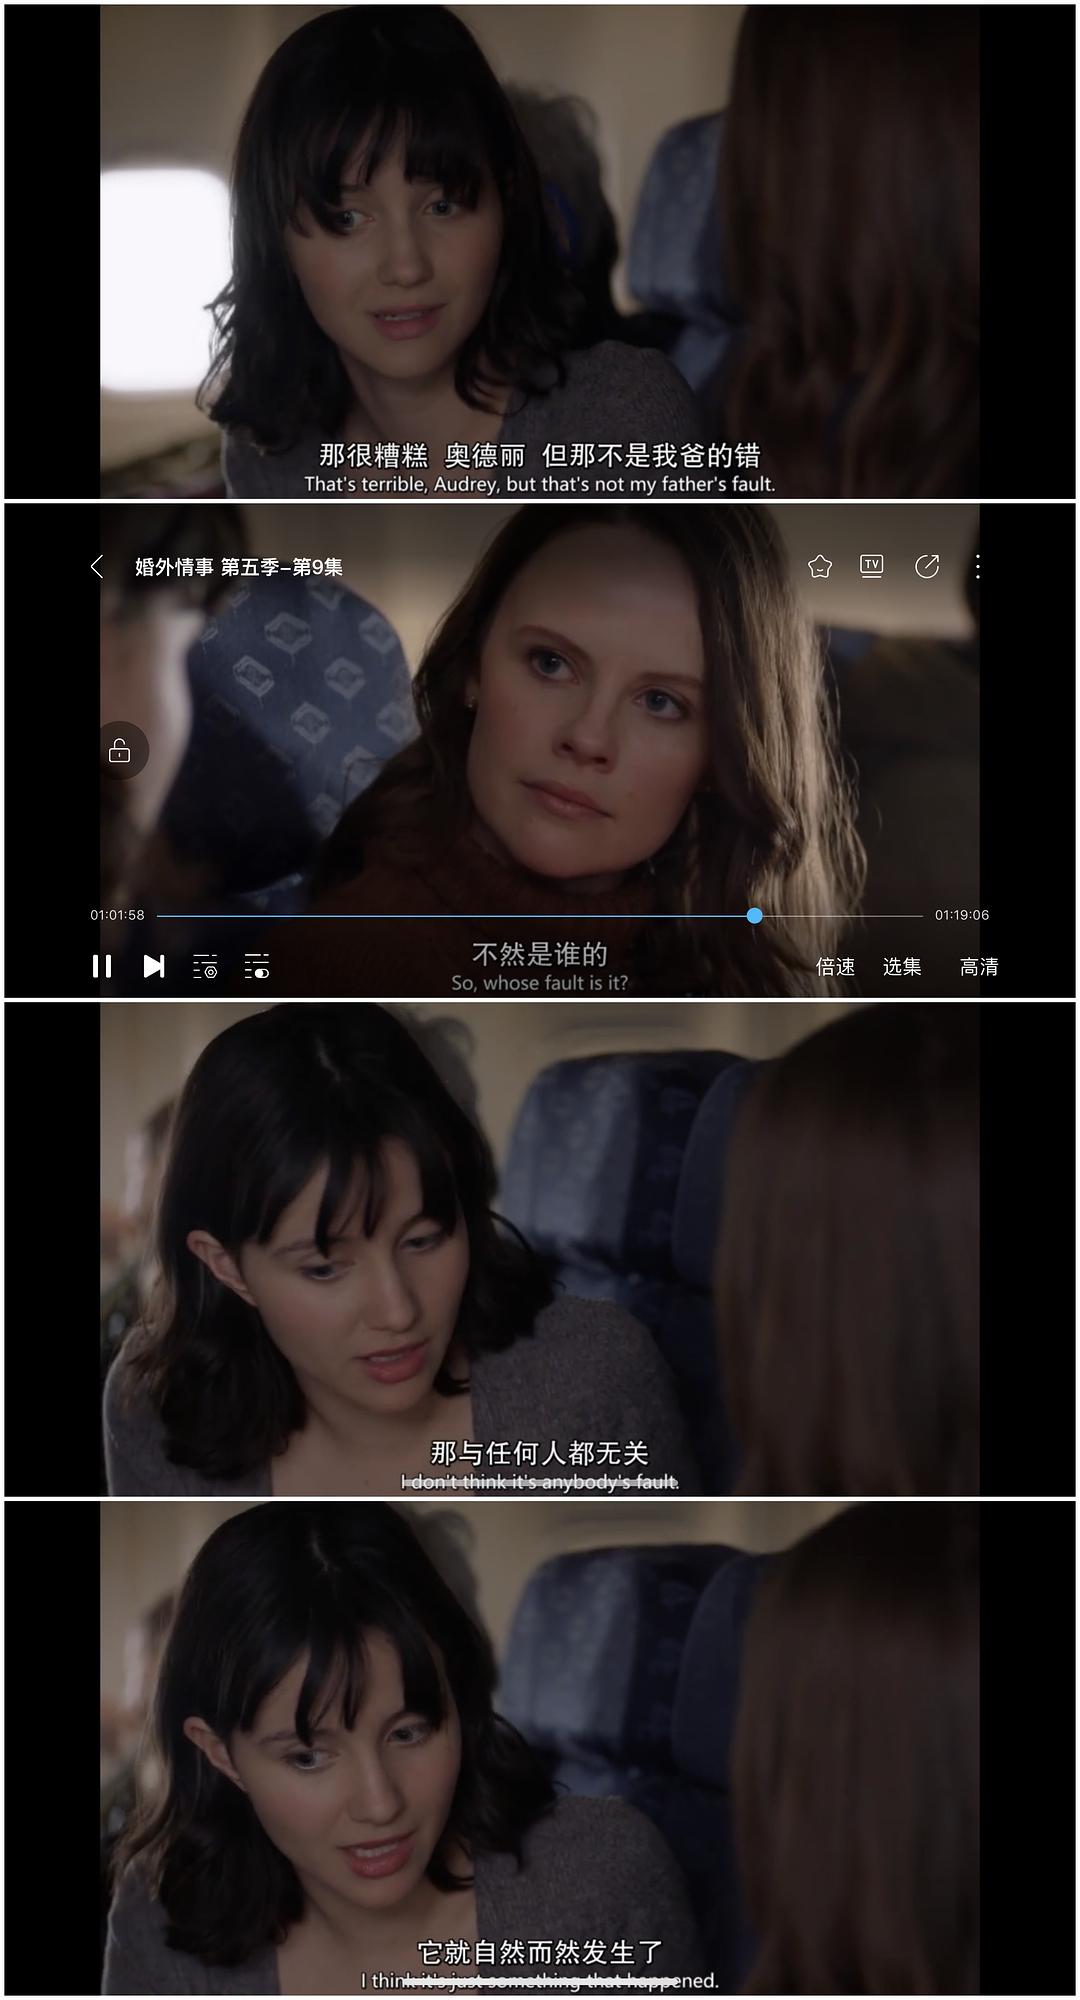 那很糟糕 奥德丽 但那不是我爸的错
That's terrible, Audrey, but that's not my father's fault.
婚外情事 第五季-第9集
TV
01:01:58
01:19:06
不然是谁的
So, whose fault is it?
倍速 选集 高清
那与任何人都无关
I don't think it's anybody's fault.
它就自然而然发生了
I think it's just something that happened.